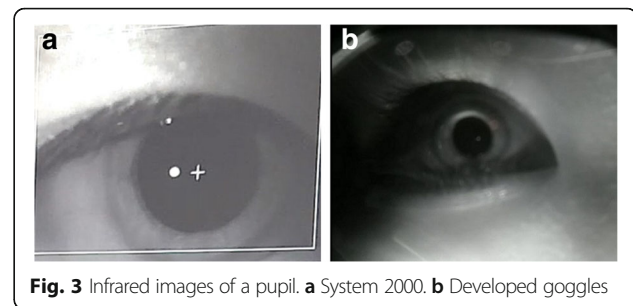 a
b
Fig. 3 Infrared images of a pupil. a System 2000. b Developed goggles